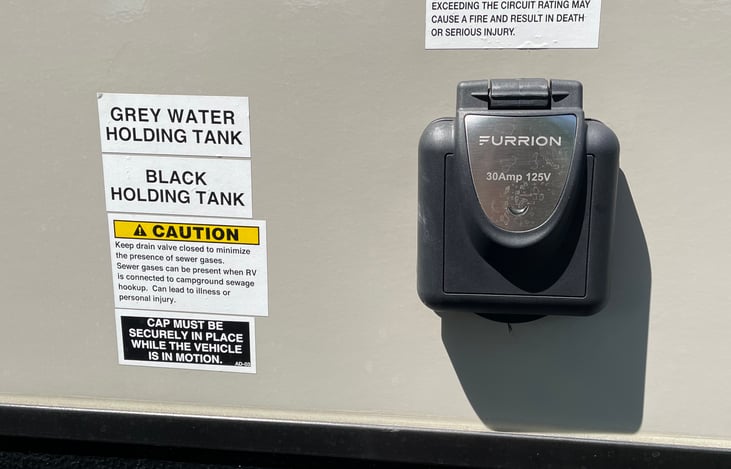 EXCEEDING THE CIRCUIT RATING MAY
CAUSE A FIRE AND RESULT IN DEATH
OR SERIOUS INJURY.
GREY WATER
HOLDING TANK
BLACK
HOLDING TANK
CAUTION
Keep drain valve closed to minimize
the presence of sewer gases.
Sewer gases can be present when RV
is connected to campground sewage
hookup. Can lead to illness or
personal injury.
CAP MUST BE
SECURELY IN PLACE
WHILE THE VEHICLE
IS IN MOTION.
FURRION
30Amp 125V